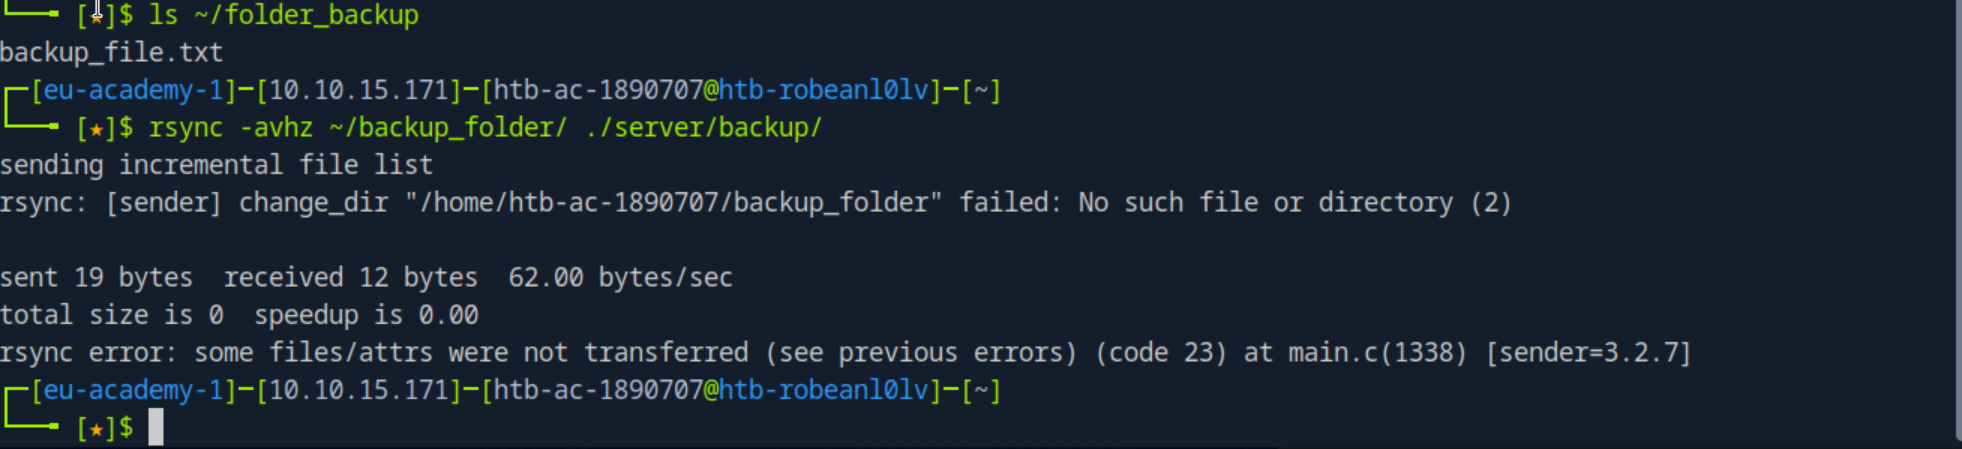 └── [★]$ ls ~/folder_backup
backup_file.txt
┌─[eu-academy-1]─[10.10.15.171]─[htb-ac-1890707@htb-robeanl0lv]─[~]
└── [★]$ rsync -avhz ~/backup_folder/ ./server/backup/
sending incremental file list
rsync: [sender] change_dir "/home/htb-ac-1890707/backup_folder" failed: No such file or directory (2)

sent 19 bytes  received 12 bytes  62.00 bytes/sec
total size is 0  speedup is 0.00
rsync error: some files/attrs were not transferred (see previous errors) (code 23) at main.c(1338) [sender=3.2.7]
┌─[eu-academy-1]─[10.10.15.171]─[htb-ac-1890707@htb-robeanl0lv]─[~]
└── [★]$